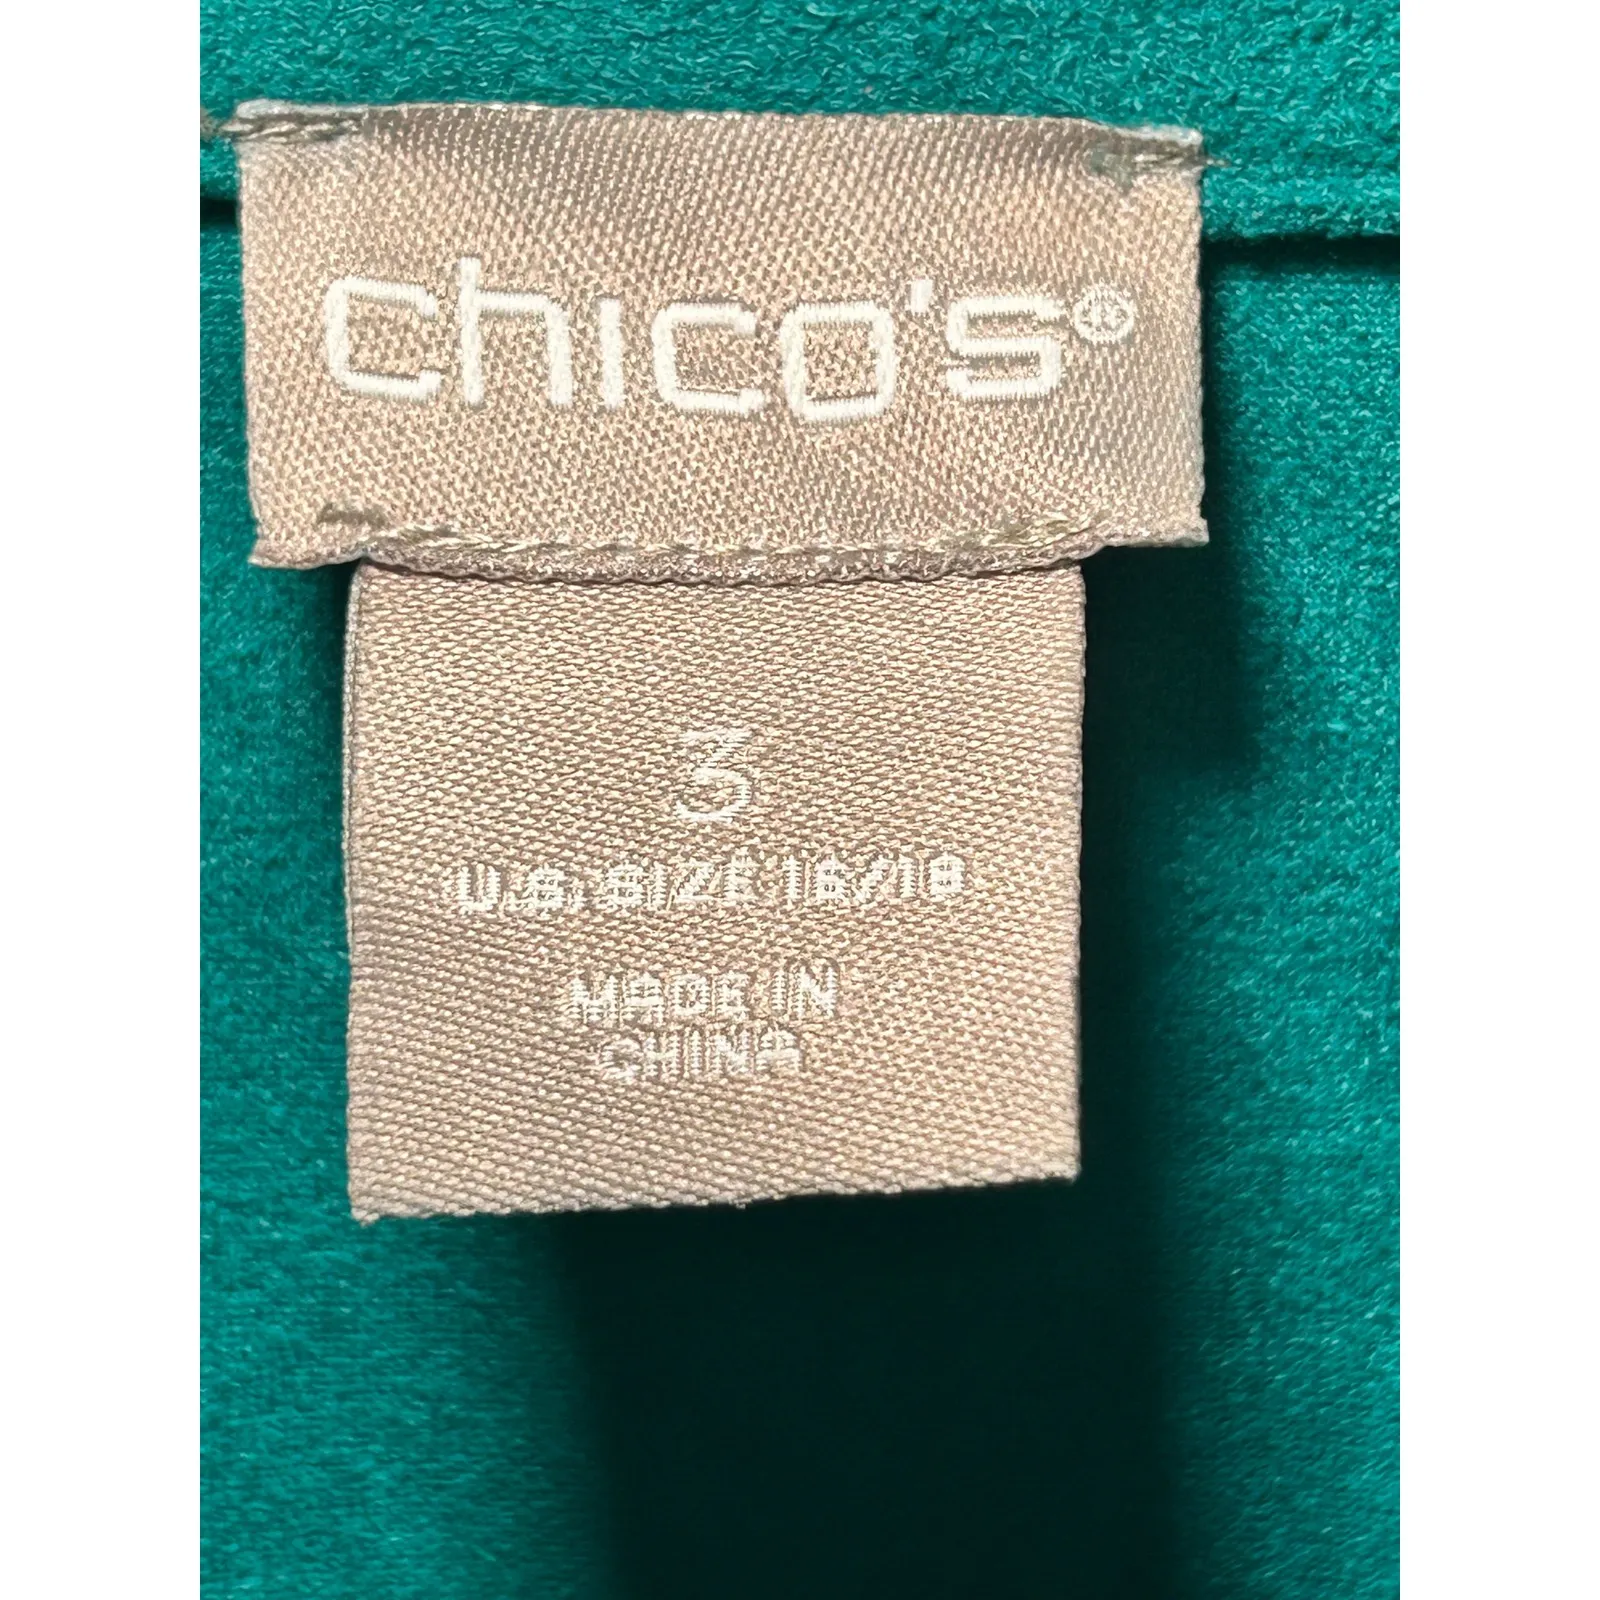 chico's®
3
U.S. SIZE 16/18
MADE IN
CHINA